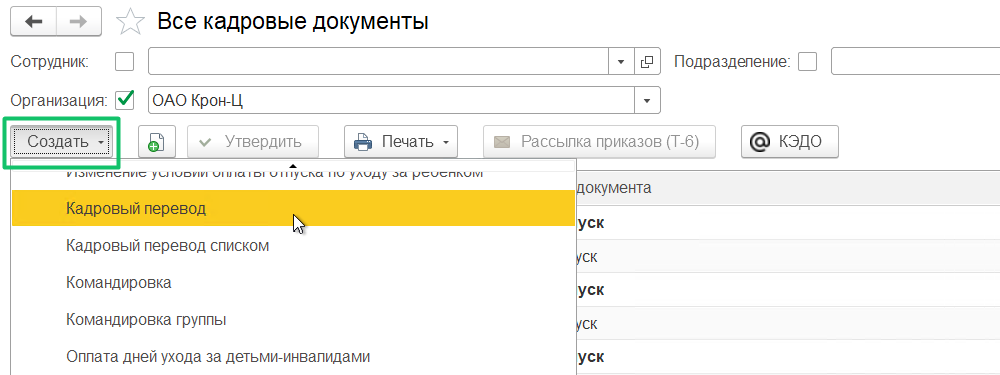 Все кадровые документы
Сотрудник:
Подразделение:
Организация: ОАО Крон-Ц
Создать Утвердить Печать Рассылка приказов (Т-6) @ КЭДО
Изменение условий оплаты отпуска по уходу за ребенком
документа
Кадровый перевод
уск
Кадровый перевод списком
уск
Командировка
уск
Командировка группы
уск
Оплата дней ухода за детьми-инвалидами
уск